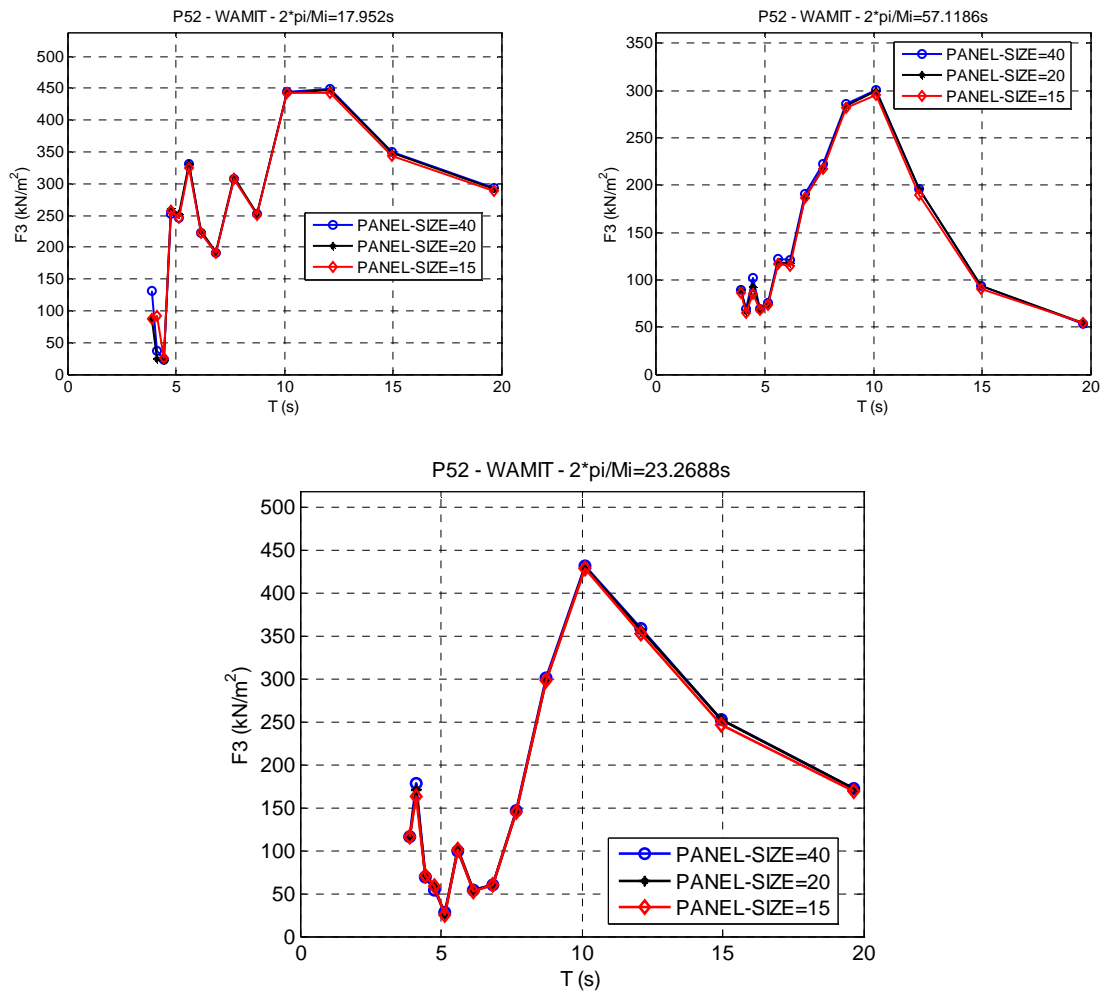 P52 - WAMIT - 2*pi/Mi=17.952s
500
450
400
350
300
250
200
150
100
50
0
F3 (kN/m²)
PANEL-SIZE=40
PANEL-SIZE=20
PANEL-SIZE=15
0 5 10 15 20
T (s)
P52 - WAMIT - 2*pi/Mi=57.1186s
350
300
250
200
150
100
50
0
F3 (kN/m²)
PANEL-SIZE=40
PANEL-SIZE=20
PANEL-SIZE=15
0 5 10 15 20
T (s)
P52 - WAMIT - 2*pi/Mi=23.2688s
500
450
400
350
300
250
200
150
100
50
0
F3 (kN/m²)
PANEL-SIZE=40
PANEL-SIZE=20
PANEL-SIZE=15
0 5 10 15 20
T (s)